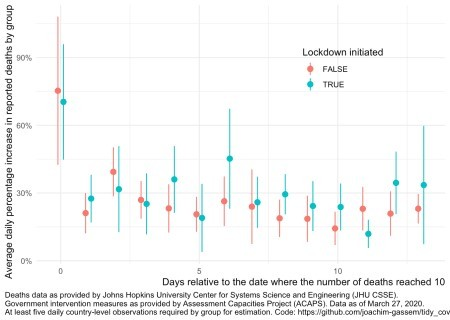 Average daily percentage increase in reported deaths by group
90%
60%
30%
0%
Lockdown initiated
FALSE
TRUE
0
5
10
Days relative to the date where the number of deaths reached 10
Deaths data as provided by Johns Hopkins University Center for Systems Science and Engineering (JHU CSSE).
Government intervention measures as provided by Assessment Capacities Project (ACAPS). Data as of March 27, 2020.
At least five daily country-level observations required by group for estimation. Code: https://github.com/joachim-gassem/tidy_cov